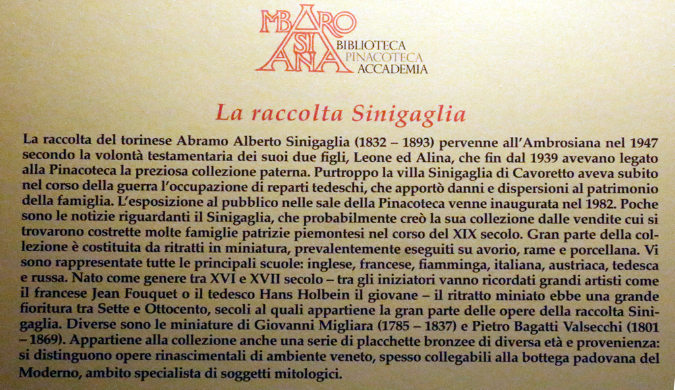 AMBROSIANA
BIBLIOTECA
PINACOTECA
ACCADEMIA
La raccolta Sinigaglia
La raccolta del torinese Abramo Alberto Sinigaglia (1832 – 1893) pervenne all'Ambrosiana nel 1947
secondo la volontà testamentaria dei suoi due figli, Leone ed Alina, che fin dal 1939 avevano legato
alla Pinacoteca la preziosa collezione paterna. Purtroppo la villa Sinigaglia di Cavoretto aveva subito
nel corso della guerra l'occupazione di reparti tedeschi, che apportò danni e dispersioni al patrimonio
della famiglia. L'esposizione al pubblico nelle sale della Pinacoteca venne inaugurata nel 1982. Poche
sono le notizie riguardanti il Sinigaglia, che probabilmente creò la sua collezione dalle vendite cui si
trovarono costrette molte famiglie patrizie piemontesi nel corso del XIX secolo. Gran parte della col-
lezione è costituita da ritratti in miniatura, prevalentemente eseguiti su avorio, rame e porcellana. Vi
sono rappresentate tutte le principali scuole: inglese, francese, fiamminga, italiana, austriaca, tedesca
e russa. Nato come genere tra XVI e XVII secolo – tra gli iniziatori vanno ricordati grandi artisti come
il francese Jean Fouquet o il tedesco Hans Holbein il giovane – il ritratto miniato ebbe una grande
fioritura tra Sette e Ottocento, secoli ai quali appartiene la gran parte delle opere della raccolta Sini-
gaglia. Diverse sono le miniature di Giovanni Migliara (1785 – 1837) e Pietro Bagatti Valsecchi (1801
– 1869). Appartiene alla collezione anche una serie di placchette bronzee di diversa età e provenienza:
si distinguono opere rinascimentali di ambiente veneto, spesso collegabili alla bottega padovana del
Moderno, ambito specialista di soggetti mitologici.